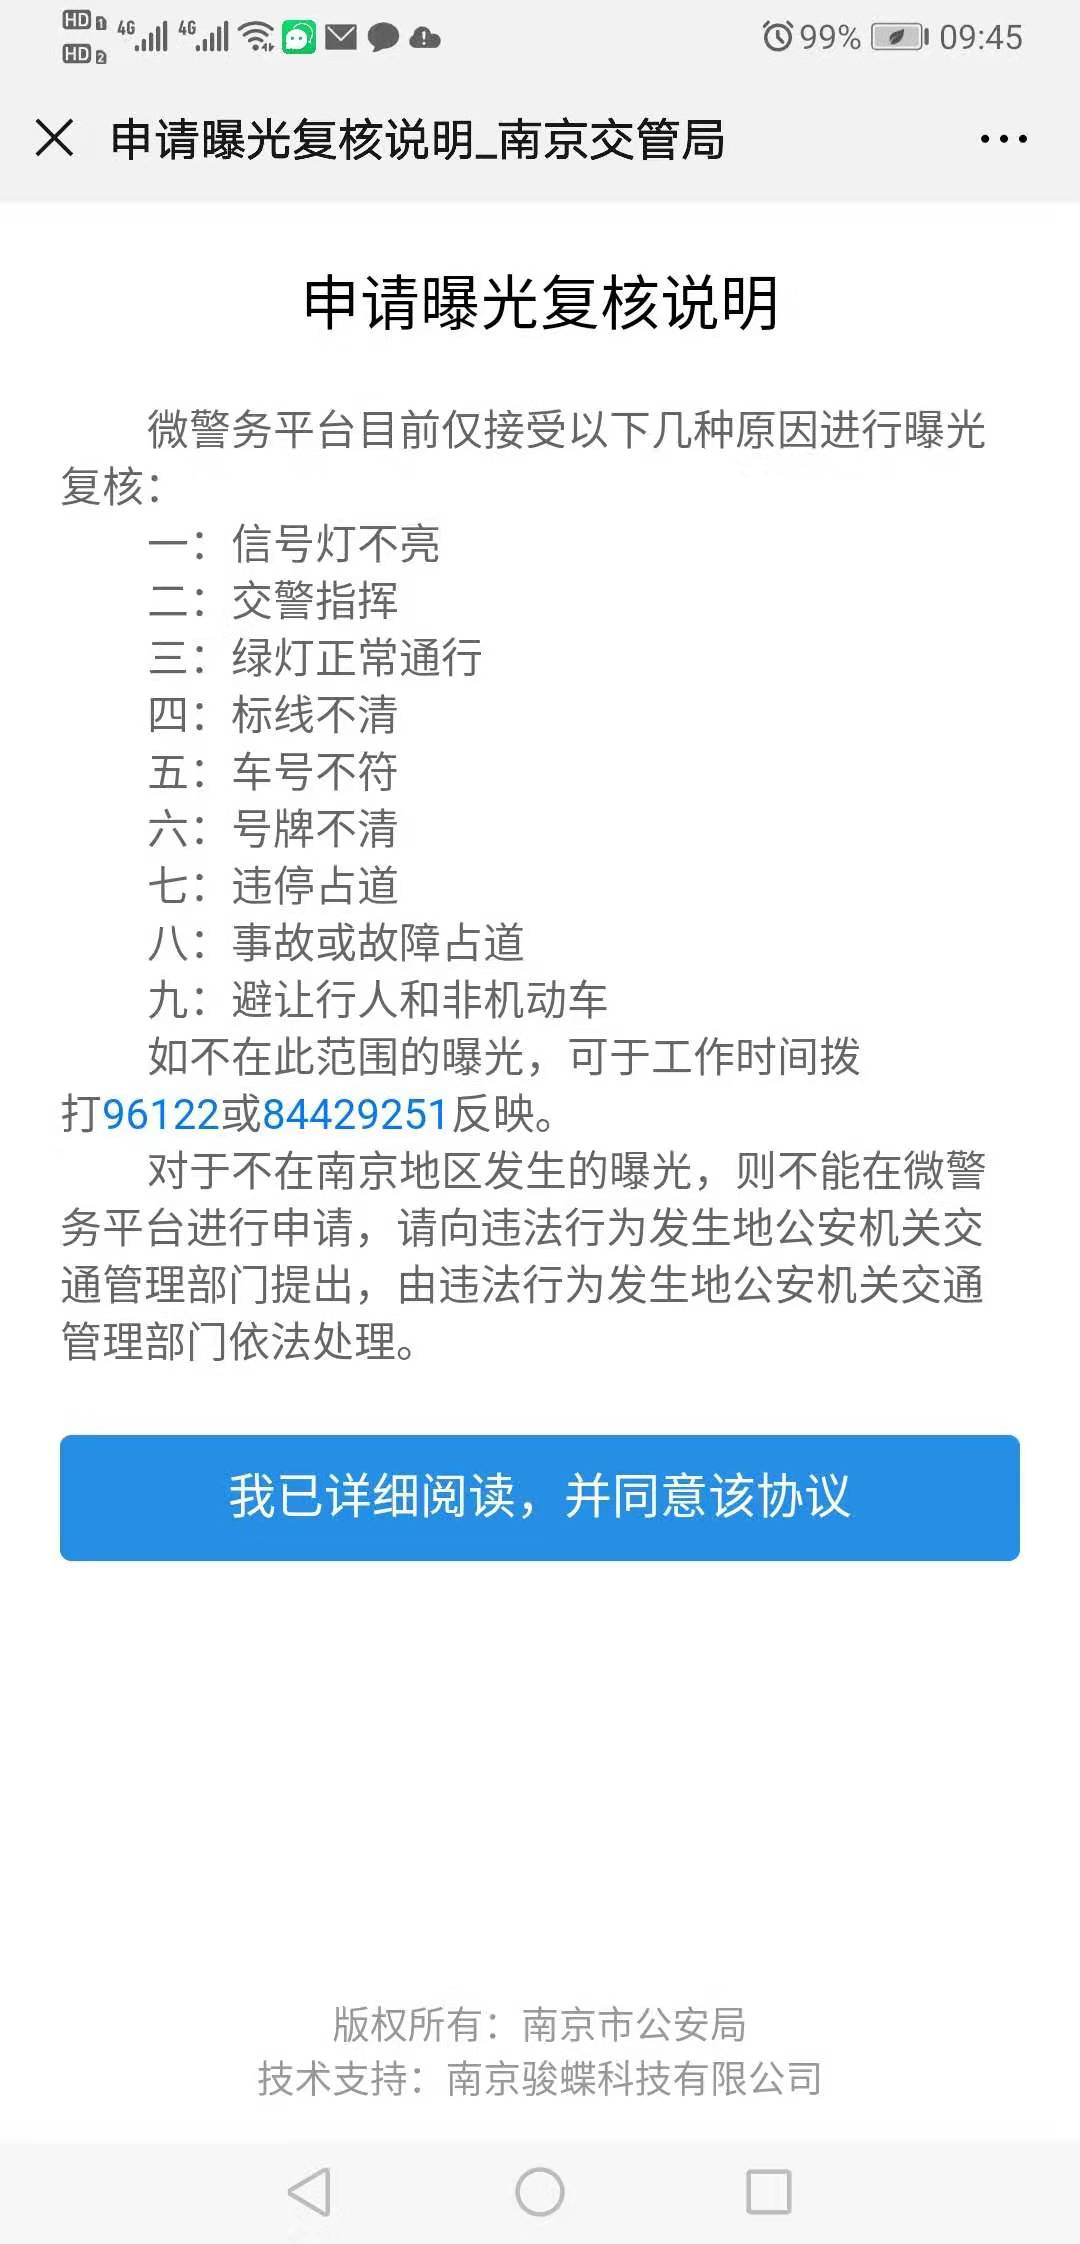 HD 1 4G 4G 99% 09:45
HD 2
申请曝光复核说明_南京交管局
申请曝光复核说明
微警务平台目前仅接受以下几种原因进行曝光
复核：
一：信号灯不亮
二：交警指挥
三：绿灯正常通行
四：标线不清
五：车号不符
六：号牌不清
七：违停占道
八：事故或故障占道
九：避让行人和非机动车
如不在此范围的曝光，可于工作时间拨
打96122或84429251反映。
对于不在南京地区发生的曝光，则不能在微警
务平台进行申请，请向违法行为发生地公安机关交
通管理部门提出，由违法行为发生地公安机关交通
管理部门依法处理。
我已详细阅读，并同意该协议
版权所有：南京市公安局
技术支持：南京骏蝶科技有限公司